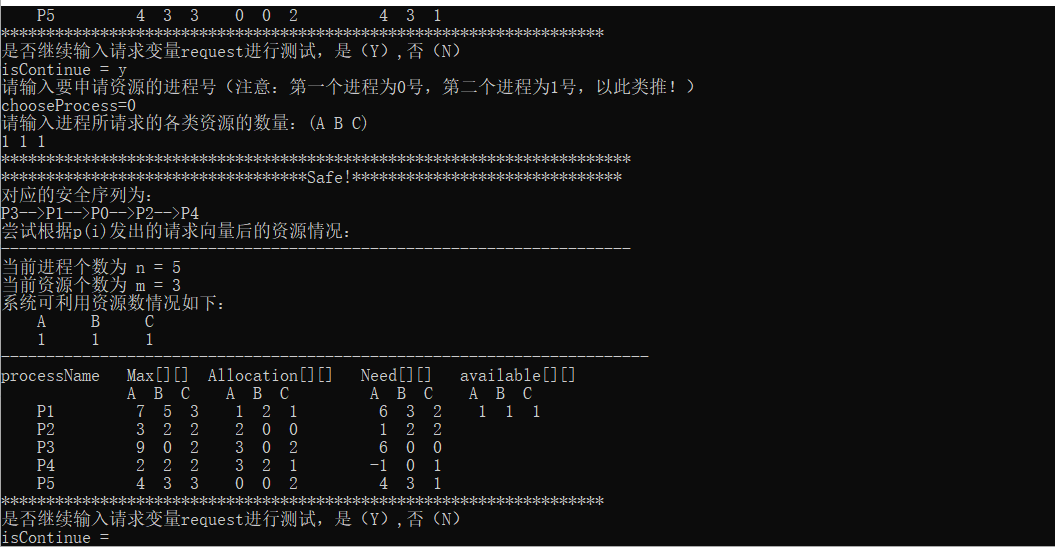 P5 4 3 3 0 0 2 4 3 1
*******************************************************************
是否继续输入请求变量request进行测试，是（Y）,否（N）
isContinue = y
请输入要申请资源的进程号（注意：第一个进程为0号，第二个进程为1号，以此类推！）
chooseProcess=0
请输入进程所请求的各类资源的数量：(A B C)
1 1 1
**********************************************************************
**********************************Safe!******************************
对应的安全序列为：
P3-->P1-->P0-->P2-->P4
尝试根据p(i)发出的请求向量后的资源情况：
----------------------------------------------------------------------
当前进程个数为 n = 5
当前资源个数为 m = 3
系统可利用资源数情况如下：
A B C
1 1 1
------------------------------------------------------------------------
processName Max[][] Allocation[][] Need[][] available[][]
A B C A B C A B C A B C
P1 7 5 3 1 2 1 6 3 2 1 1 1
P2 3 2 2 2 0 0 1 2 2
P3 9 0 2 3 0 2 6 0 0
P4 2 2 2 3 2 1 -1 0 1
P5 4 3 3 0 0 2 4 3 1
*******************************************************************
是否继续输入请求变量request进行测试，是（Y）,否（N）
isContinue =